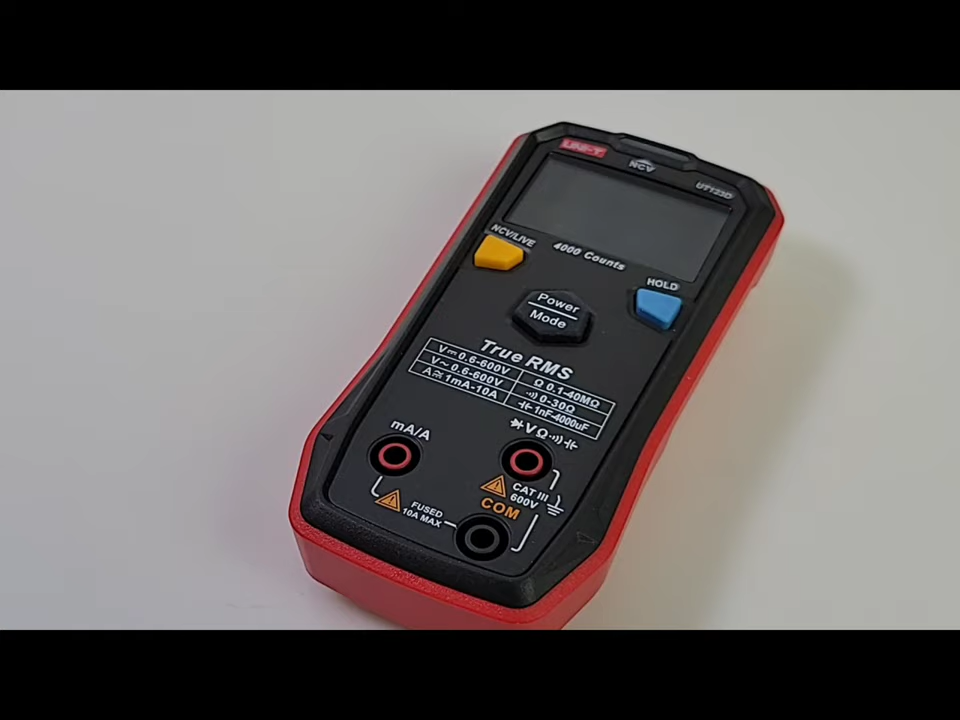 UNI-T
NCV
UT123D
NCV/LIVE
4000 Counts
HOLD
Power
Mode
True RMS
V⎓0.6-600V
V~0.6-600V
A≂1mA-10A
Ω 0.1-40MΩ
0-30Ω
1nF-4000uF
mA/A
VΩ
CAT III
600V
FUSED
10A MAX
COM